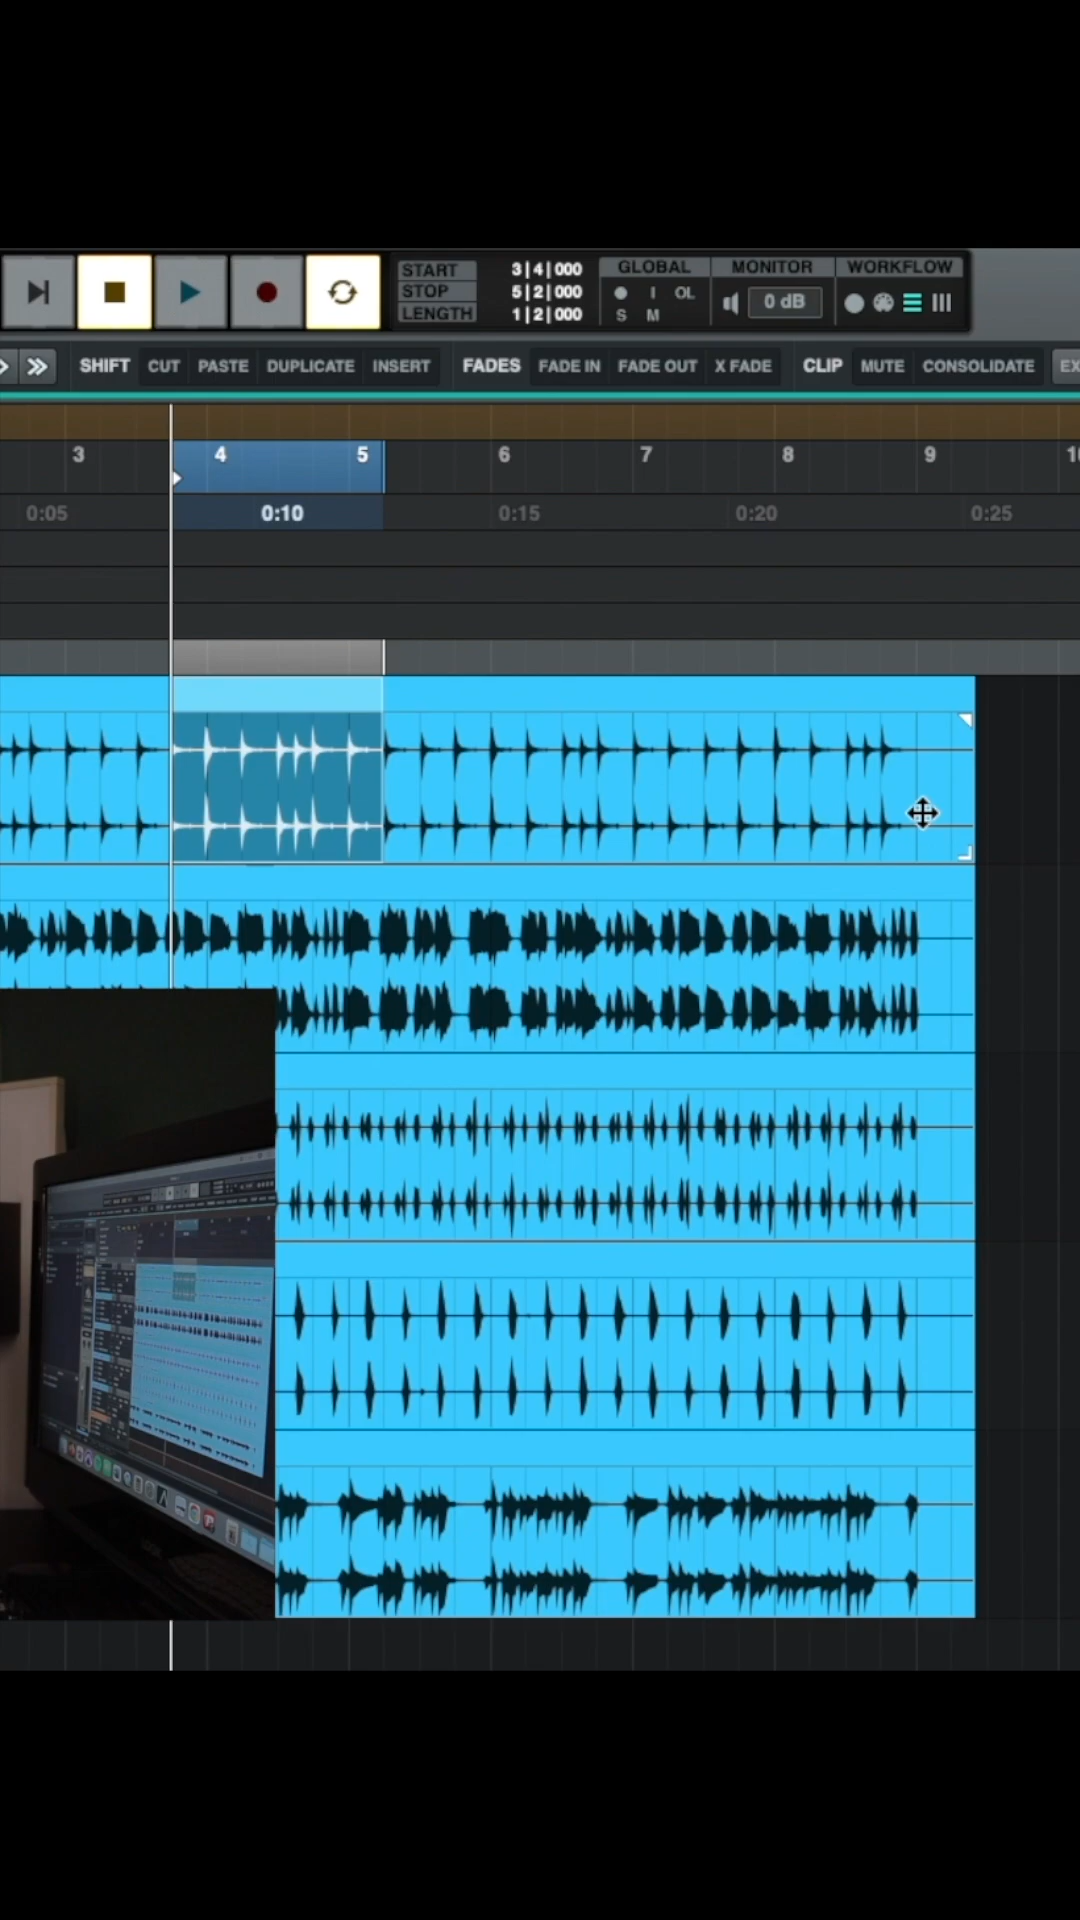 START 3|4|000
STOP 5|2|000
LENGTH 1|2|000
GLOBAL
I OL
S M
MONITOR
0 dB
WORKFLOW
SHIFT CUT PASTE DUPLICATE INSERT FADES FADE IN FADE OUT X FADE CLIP MUTE CONSOLIDATE EX
3 4 5 6 7 8 9 10
0:05 0:10 0:15 0:20 0:25